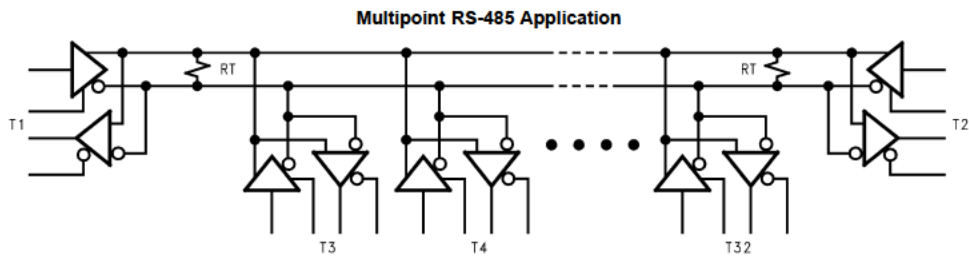 Multipoint RS-485 Application
RT
RT
T1
T2
T3
T4
T32